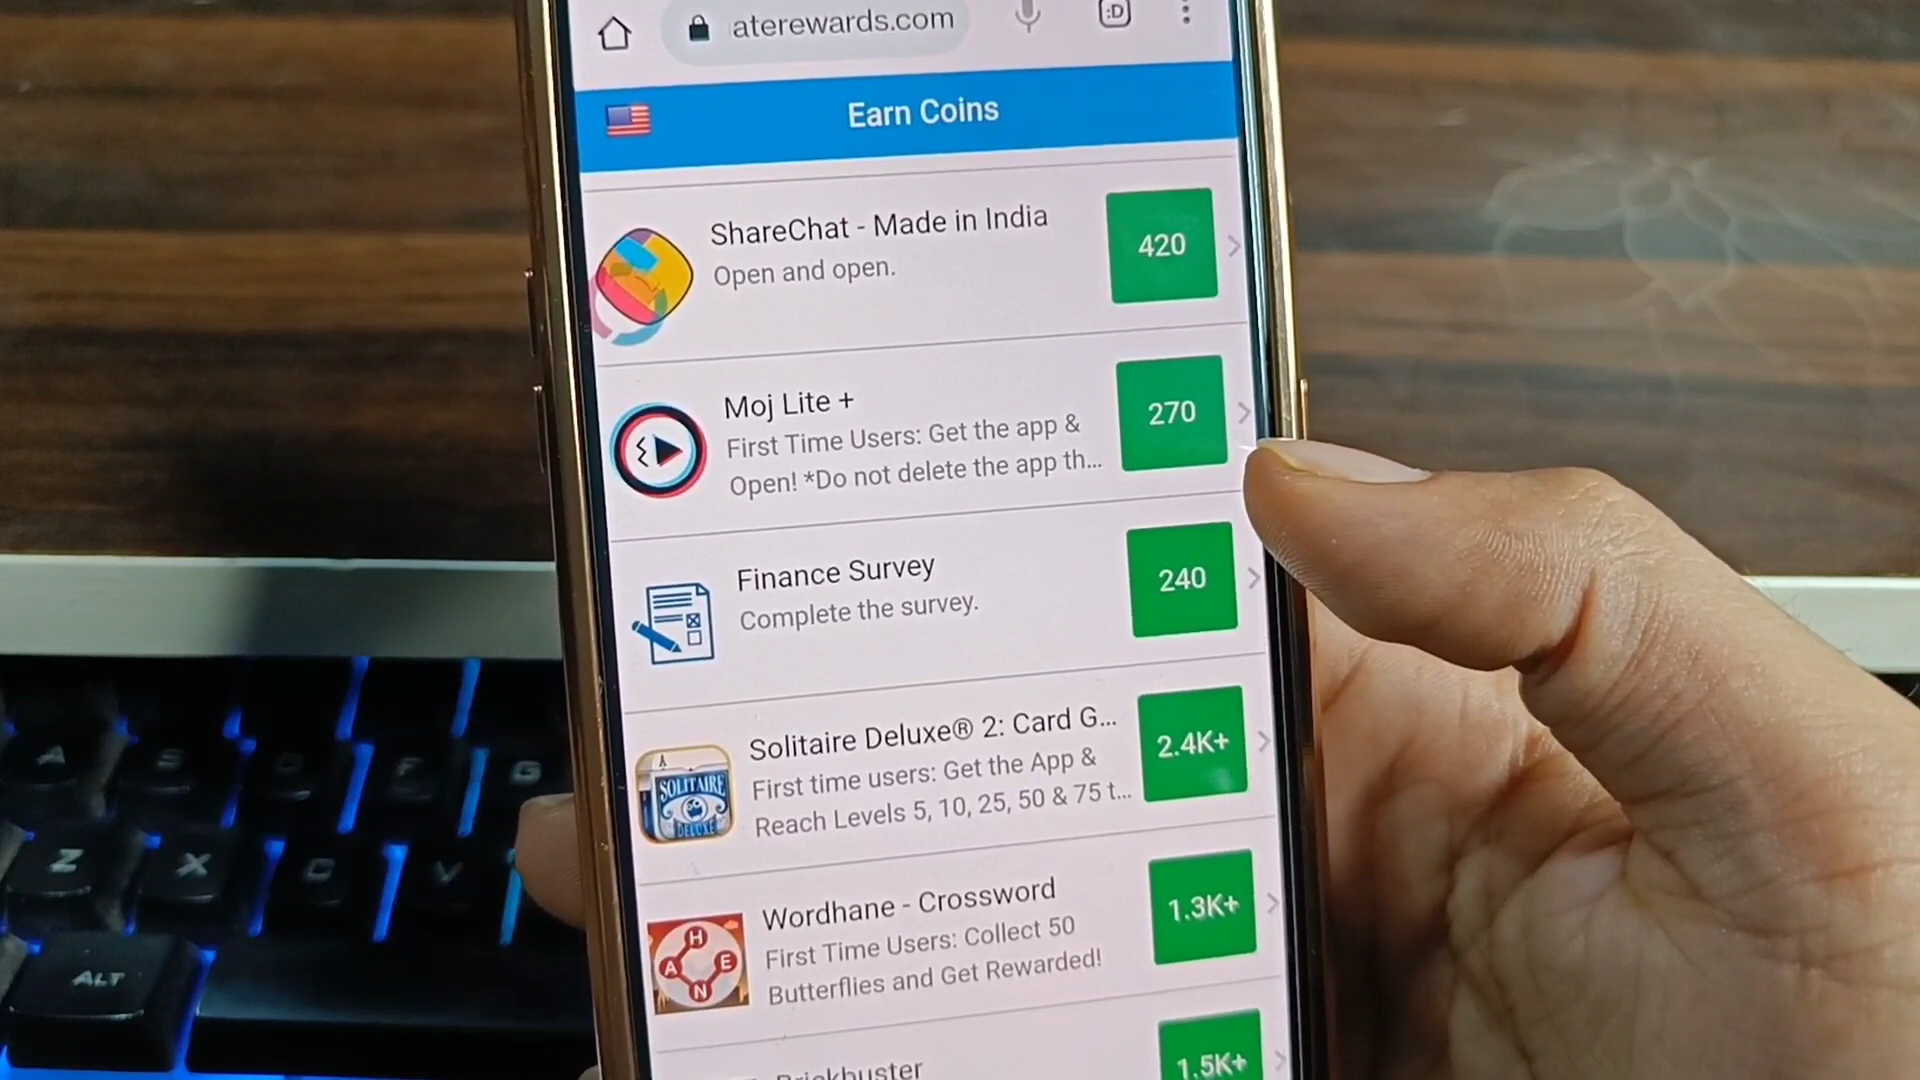 aterewards.com
:D
Earn Coins
ShareChat - Made in India
Open and open.
420
Moj Lite +
First Time Users: Get the app &
Open! *Do not delete the app th...
270
Finance Survey
Complete the survey.
240
Solitaire Deluxe® 2: Card G...
First time users: Get the App &
Reach Levels 5, 10, 25, 50 & 75 t...
2.4K+
A
SOLITAIRE
DELUXE
Wordhane - Crossword
First Time Users: Collect 50
Butterflies and Get Rewarded!
1.3K+
H
A E
N
Brickbuster
1.5K+
A S D F G
Z X C V
ALT